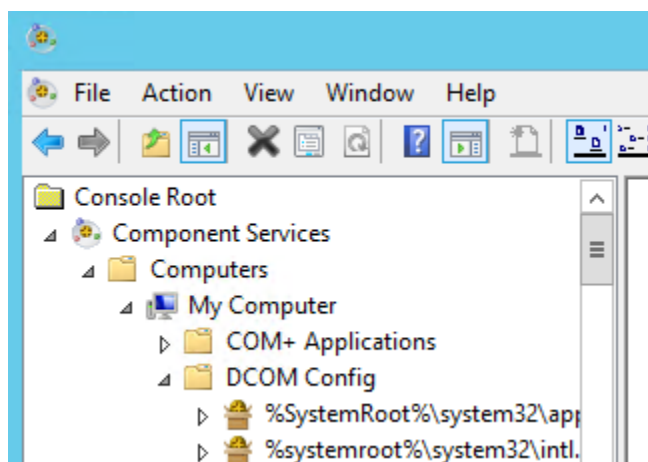 File Action View Window Help
Console Root
Component Services
Computers
My Computer
COM+ Applications
DCOM Config
%SystemRoot%\system32\app
%systemroot%\system32\intl.